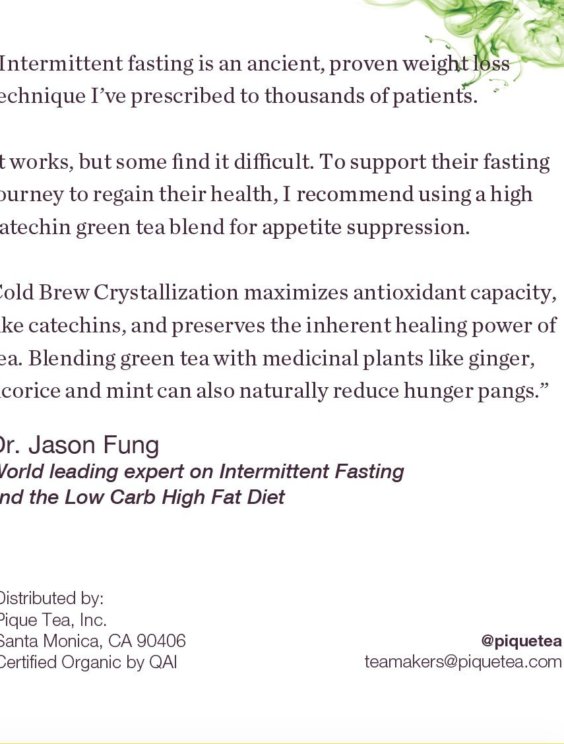 Intermittent fasting is an ancient, proven weight loss
echnique I’ve prescribed to thousands of patients.
t works, but some find it difficult. To support their fasting
ourney to regain their health, I recommend using a high
atechin green tea blend for appetite suppression.
Cold Brew Crystallization maximizes antioxidant capacity,
ike catechins, and preserves the inherent healing power of
ea. Blending green tea with medicinal plants like ginger,
icorice and mint can also naturally reduce hunger pangs.”
Dr. Jason Fung
World leading expert on Intermittent Fasting
nd the Low Carb High Fat Diet
Distributed by:
Pique Tea, Inc.
Santa Monica, CA 90406
Certified Organic by QAI
@piquetea
teamakers@piquetea.com